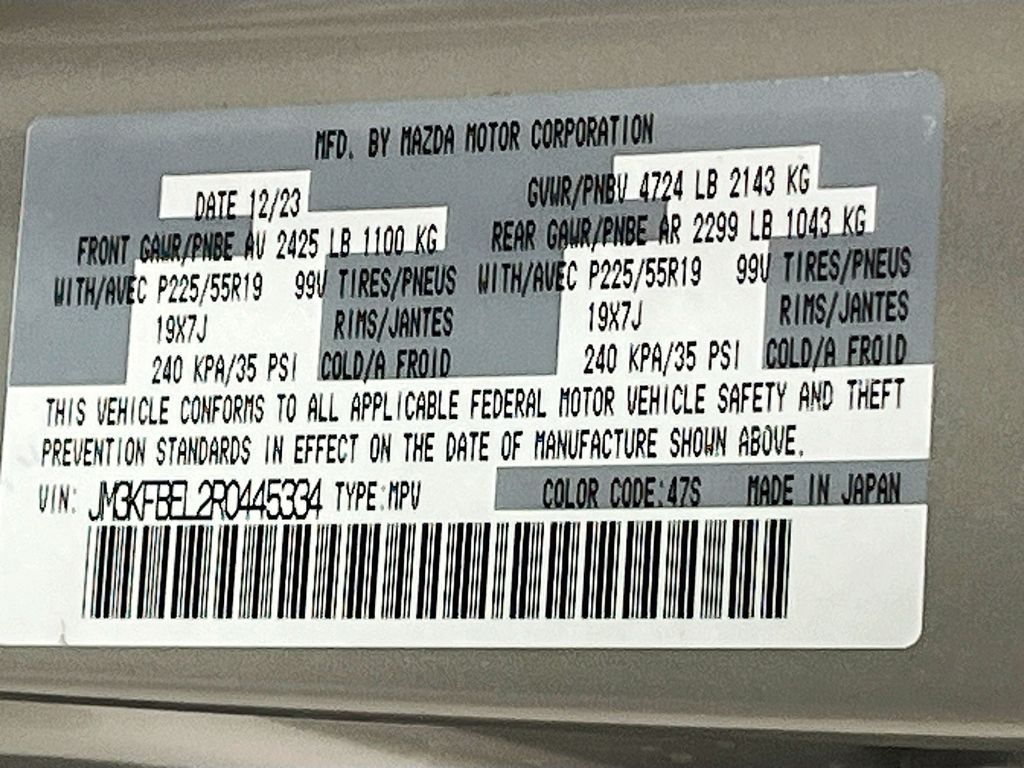 MFD. BY MAZDA MOTOR CORPORATION
DATE 12/23
GVWR/PNBV 4724 LB 2143 KG
FRONT GAWR/PNBE AV 2425 LB 1100 KG
REAR GAWR/PNBE AR 2299 LB 1043 KG
WITH/AVEC P225/55R19 99V TIRES/PNEUS
WITH/AVEC P225/55R19 99V TIRES/PNEUS
19X7J RIMS/JANTES
19X7J RIMS/JANTES
240 KPA/35 PSI COLD/A FROID
240 KPA/35 PSI COLD/A FROID
THIS VEHICLE CONFORMS TO ALL APPLICABLE FEDERAL MOTOR VEHICLE SAFETY AND THEFT
PREVENTION STANDARDS IN EFFECT ON THE DATE OF MANUFACTURE SHOWN ABOVE.
VIN: JM3KFBEL2R0445334 TYPE:MPV
COLOR CODE:47S MADE IN JAPAN